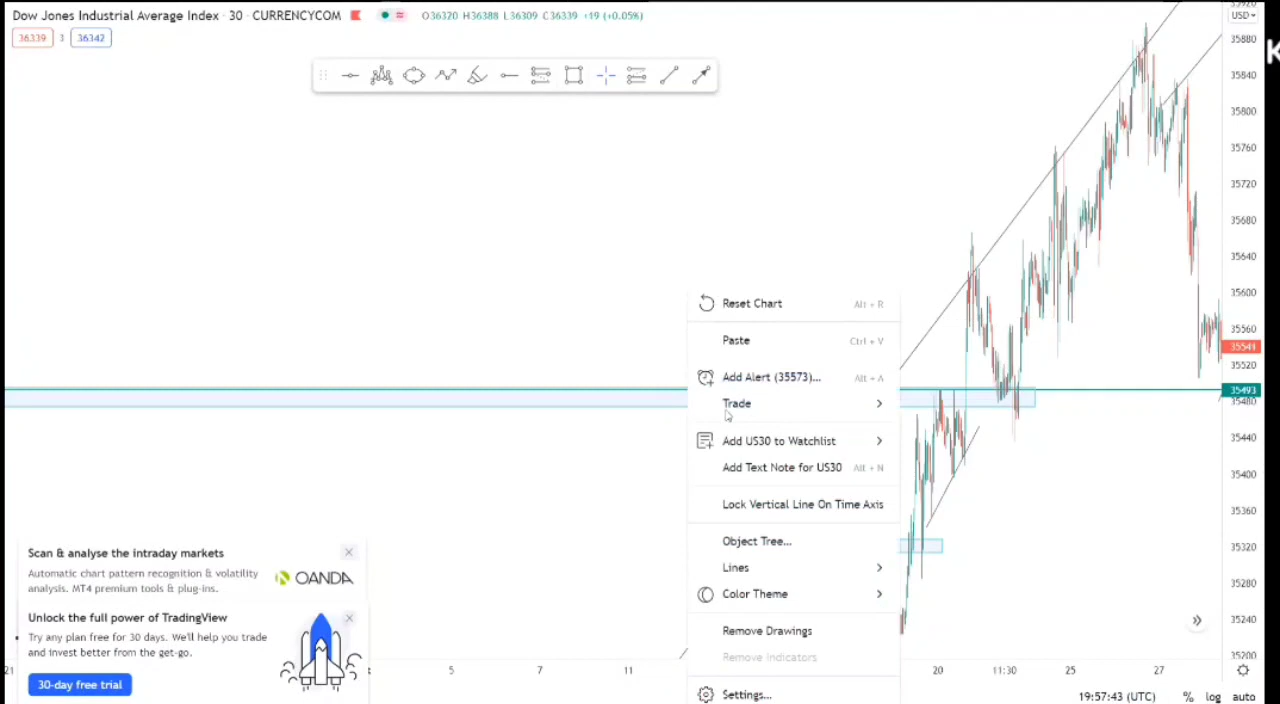 Dow Jones Industrial Average Index · 30 · CURRENCYCOM O36320 H36388 L36309 C36339 +19 (+0.05%)
36339 3 36342
USD
35880
35840
35800
35760
35720
35680
35640
35600
35560
35541
35520
35493
35480
35440
35400
35360
35320
35280
35240
35200
K
Reset Chart Alt + R
Paste Ctrl + V
Add Alert (35573)... Alt + A
Trade
Add US30 to Watchlist
Add Text Note for US30 Alt + N
Lock Vertical Line On Time Axis
Object Tree...
Lines
Color Theme
Remove Drawings
Remove Indicators
Settings...
Scan & analyse the intraday markets
Automatic chart pattern recognition & volatility
analysis. MT4 premium tools & plug-ins.
OANDA
Unlock the full power of TradingView
Try any plan free for 30 days. We'll help you trade
and invest better from the get-go.
30-day free trial
21 5 7 11 20 11:30 25 27
19:57:43 (UTC) % log auto